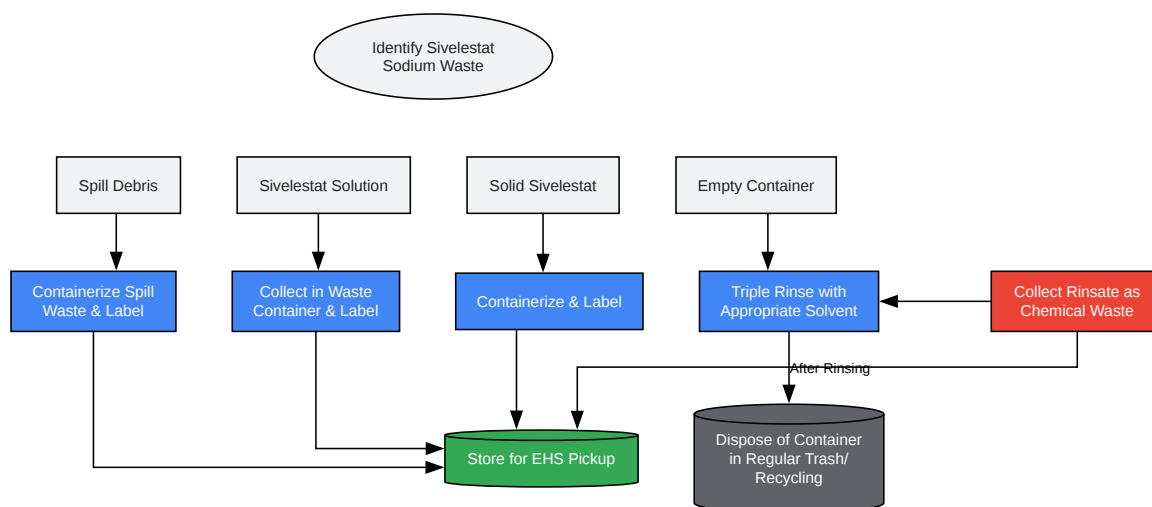 Identify Sivelestat
Sodium Waste
Spill Debris
Sivelestat Solution
Solid Sivelestat
Empty Container
Containerize Spill
Waste & Label
Collect in Waste
Container & Label
Containerize & Label
Triple Rinse with
Appropriate Solvent
Collect Rinsate as
Chemical Waste
After Rinsing
Store for EHS Pickup
Dispose of Container
in Regular Trash/
Recycling